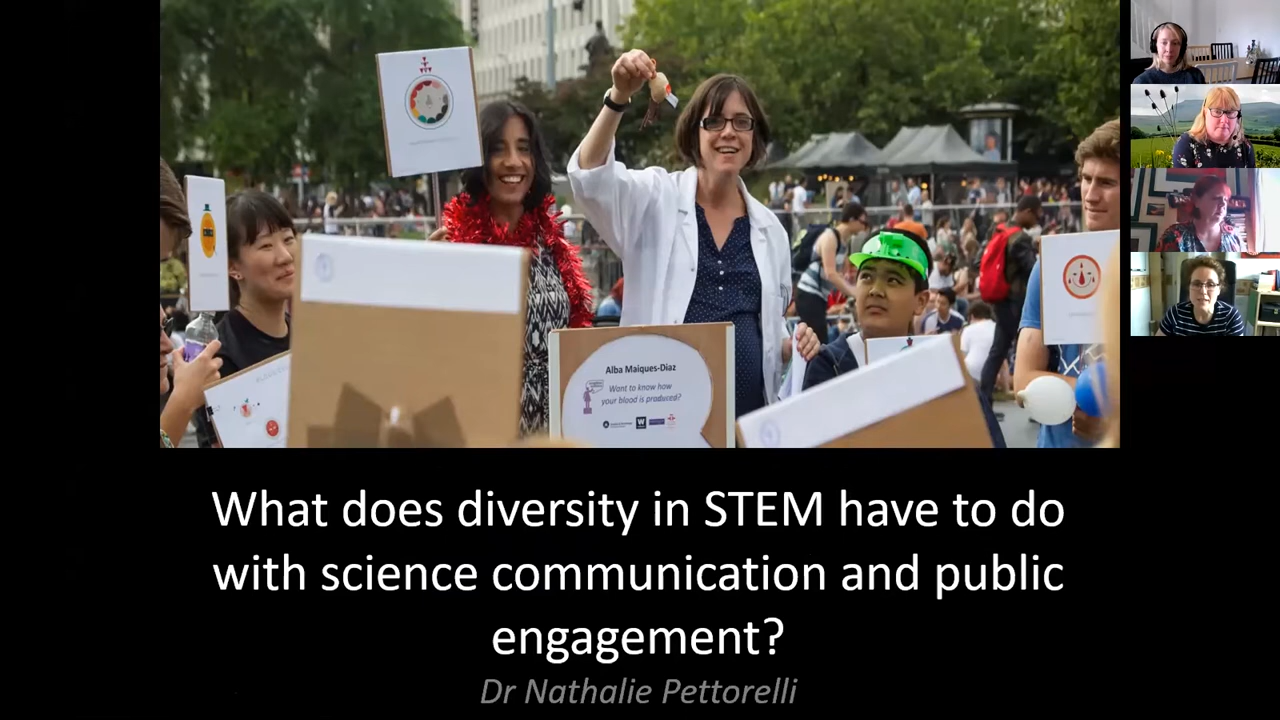 Alba Maiques-Diaz
Want to know how
your blood is produced?
W
What does diversity in STEM have to do
with science communication and public
engagement?
Dr Nathalie Pettorelli